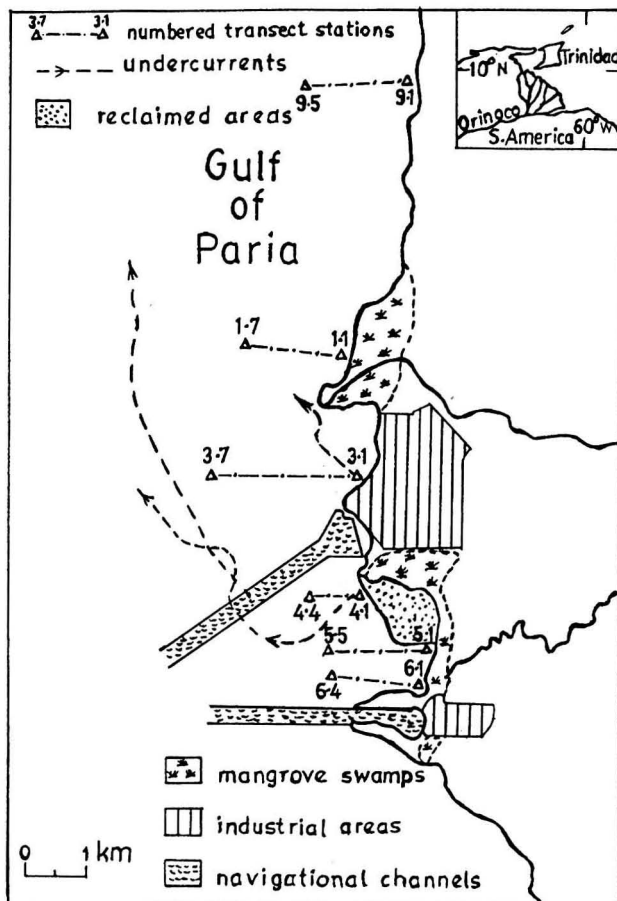 3·7 3·1 numbered transect stations
undercurrents
reclaimed areas
10°N
Trinidad
Orinoco
60°W
S. America
9·5 9·1
Gulf
of
Paria
1·7 1·1
3·7 3·1
4·4 4·1
5·5 5·1
6·4 6·1
mangrove swamps
industrial areas
0 1 km
navigational channels